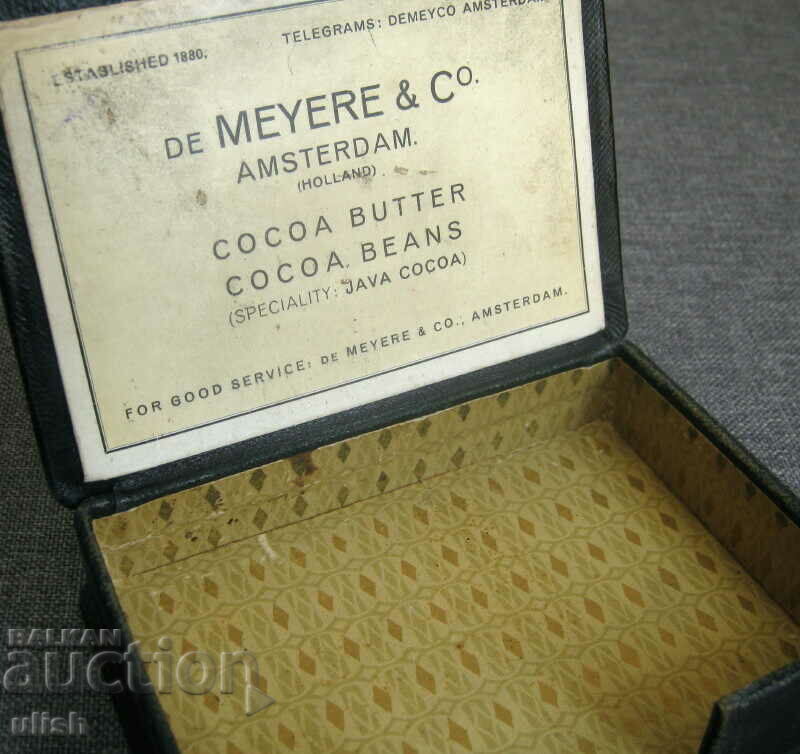 ESTABLISHED 1880.
TELEGRAMS: DEMEYCO AMSTERDAM
DE MEYERE & CO.
AMSTERDAM.
(HOLLAND)
COCOA BUTTER
COCOA BEANS
(SPECIALITY: JAVA COCOA)
FOR GOOD SERVICE: DE MEYERE & CO., AMSTERDAM.
BALKAN
auction
ulish